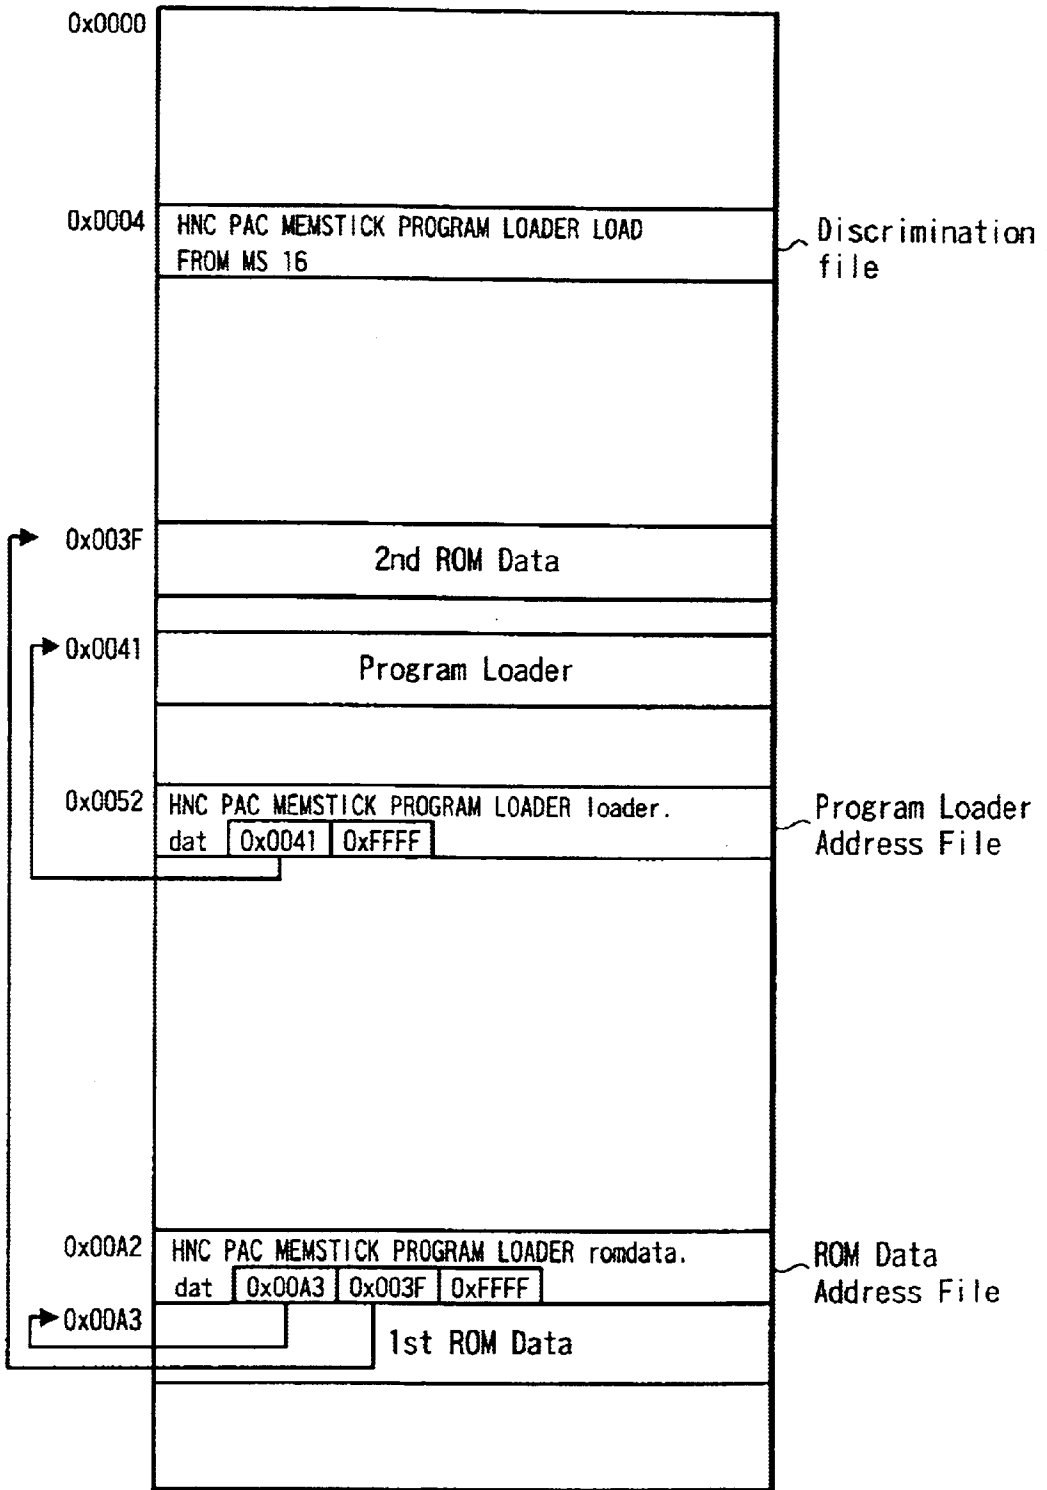 0x0000
0x0004
HNC PAC MEMSTICK PROGRAM LOADER LOAD
FROM MS 16
Discrimination
file
0x003F
2nd ROM Data
0x0041
Program Loader
0x0052
HNC PAC MEMSTICK PROGRAM LOADER loader.
dat 0x0041 0xFFFF
Program Loader
Address File
0x00A2
HNC PAC MEMSTICK PROGRAM LOADER romdata.
dat 0x00A3 0x003F 0xFFFF
ROM Data
Address File
0x00A3
1st ROM Data